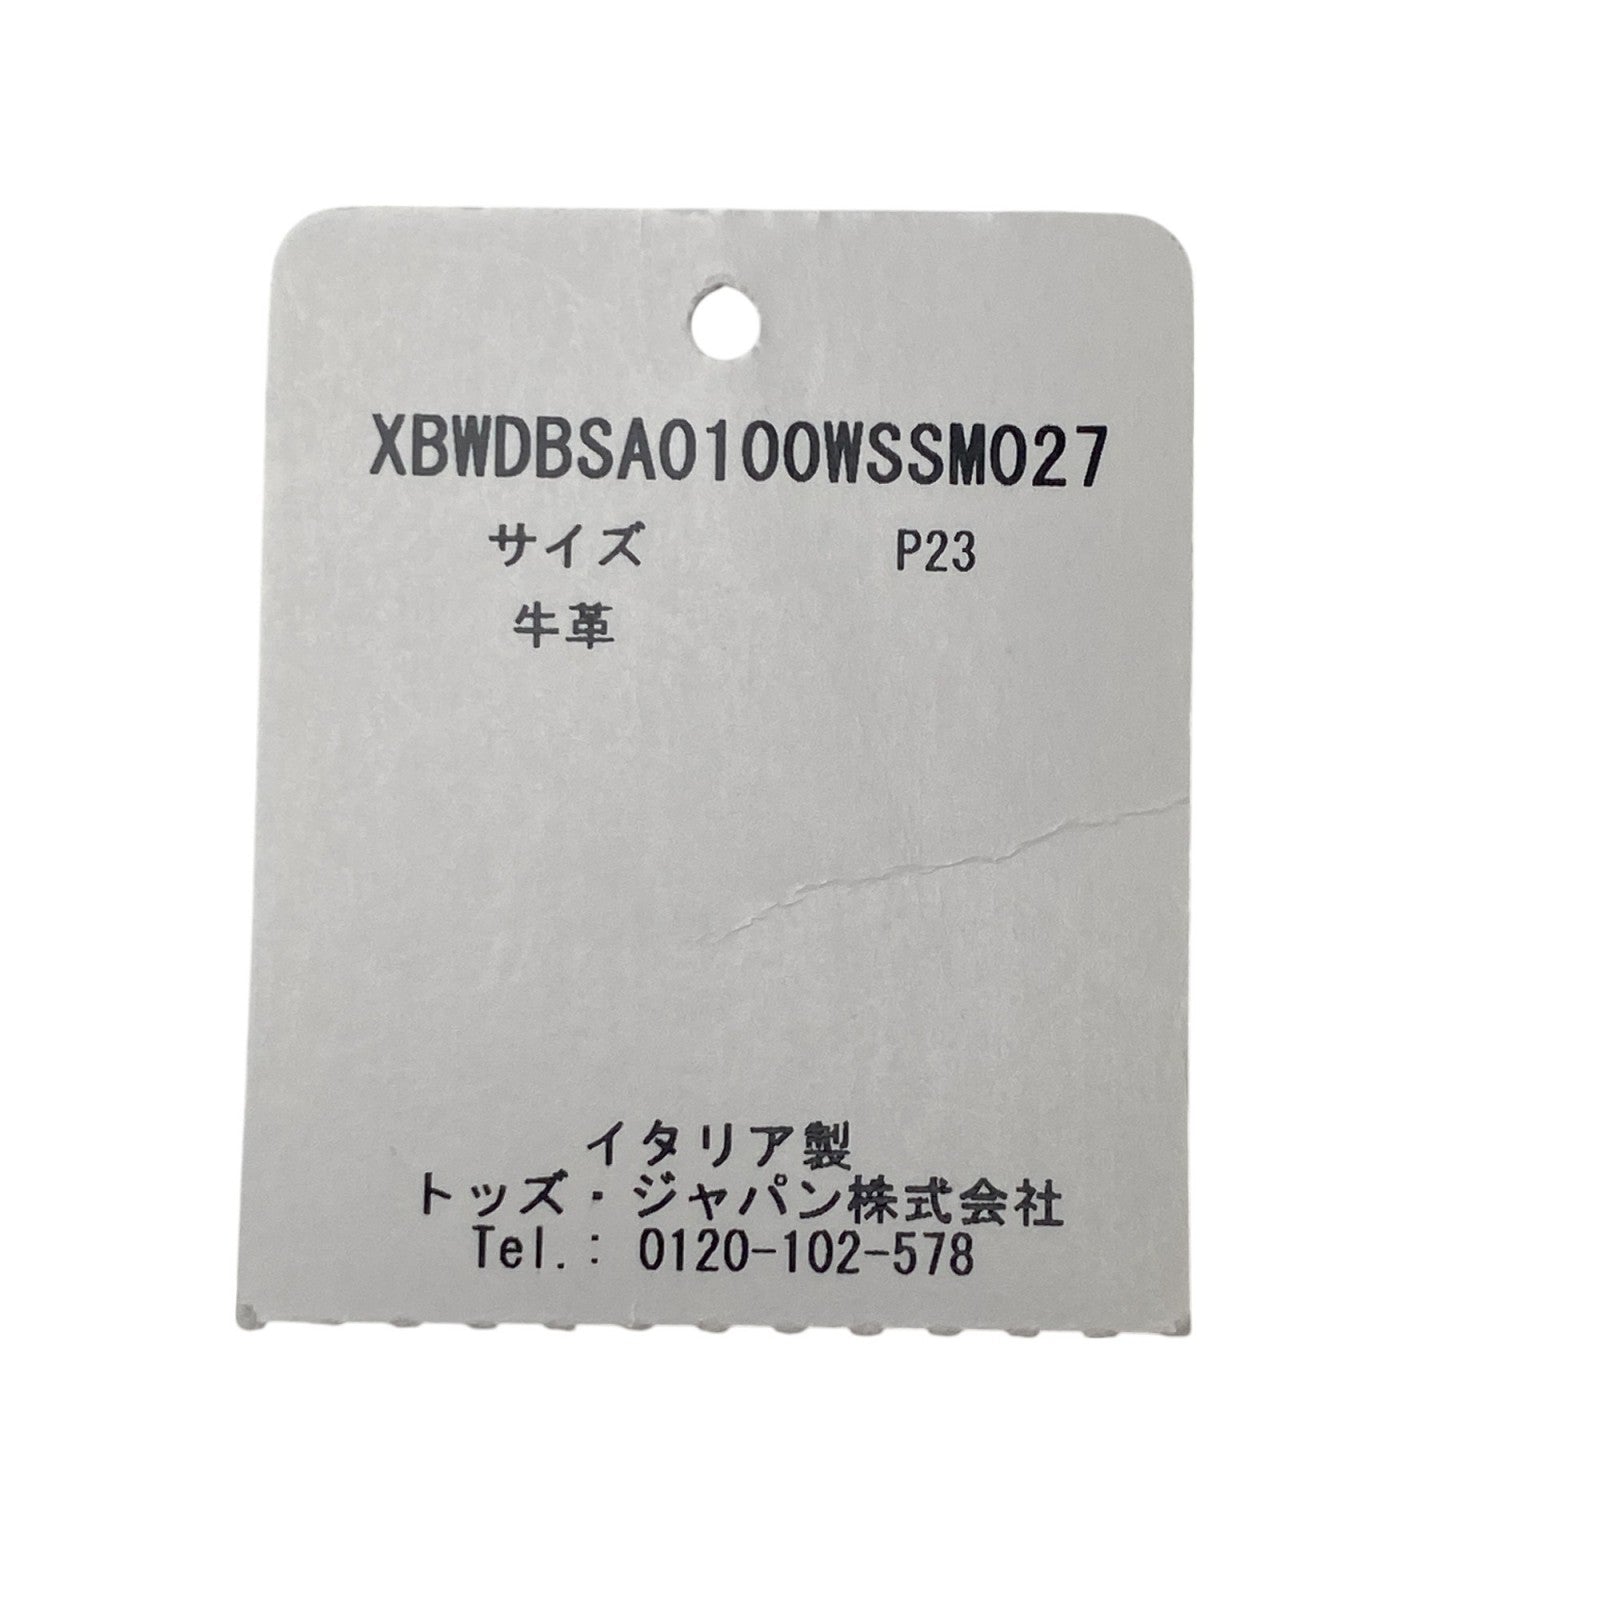 XBWDBSA0100WSSM027
サイズ P23
牛革
イタリア製
トッズ・ジャパン株式会社
Tel.: 0120-102-578